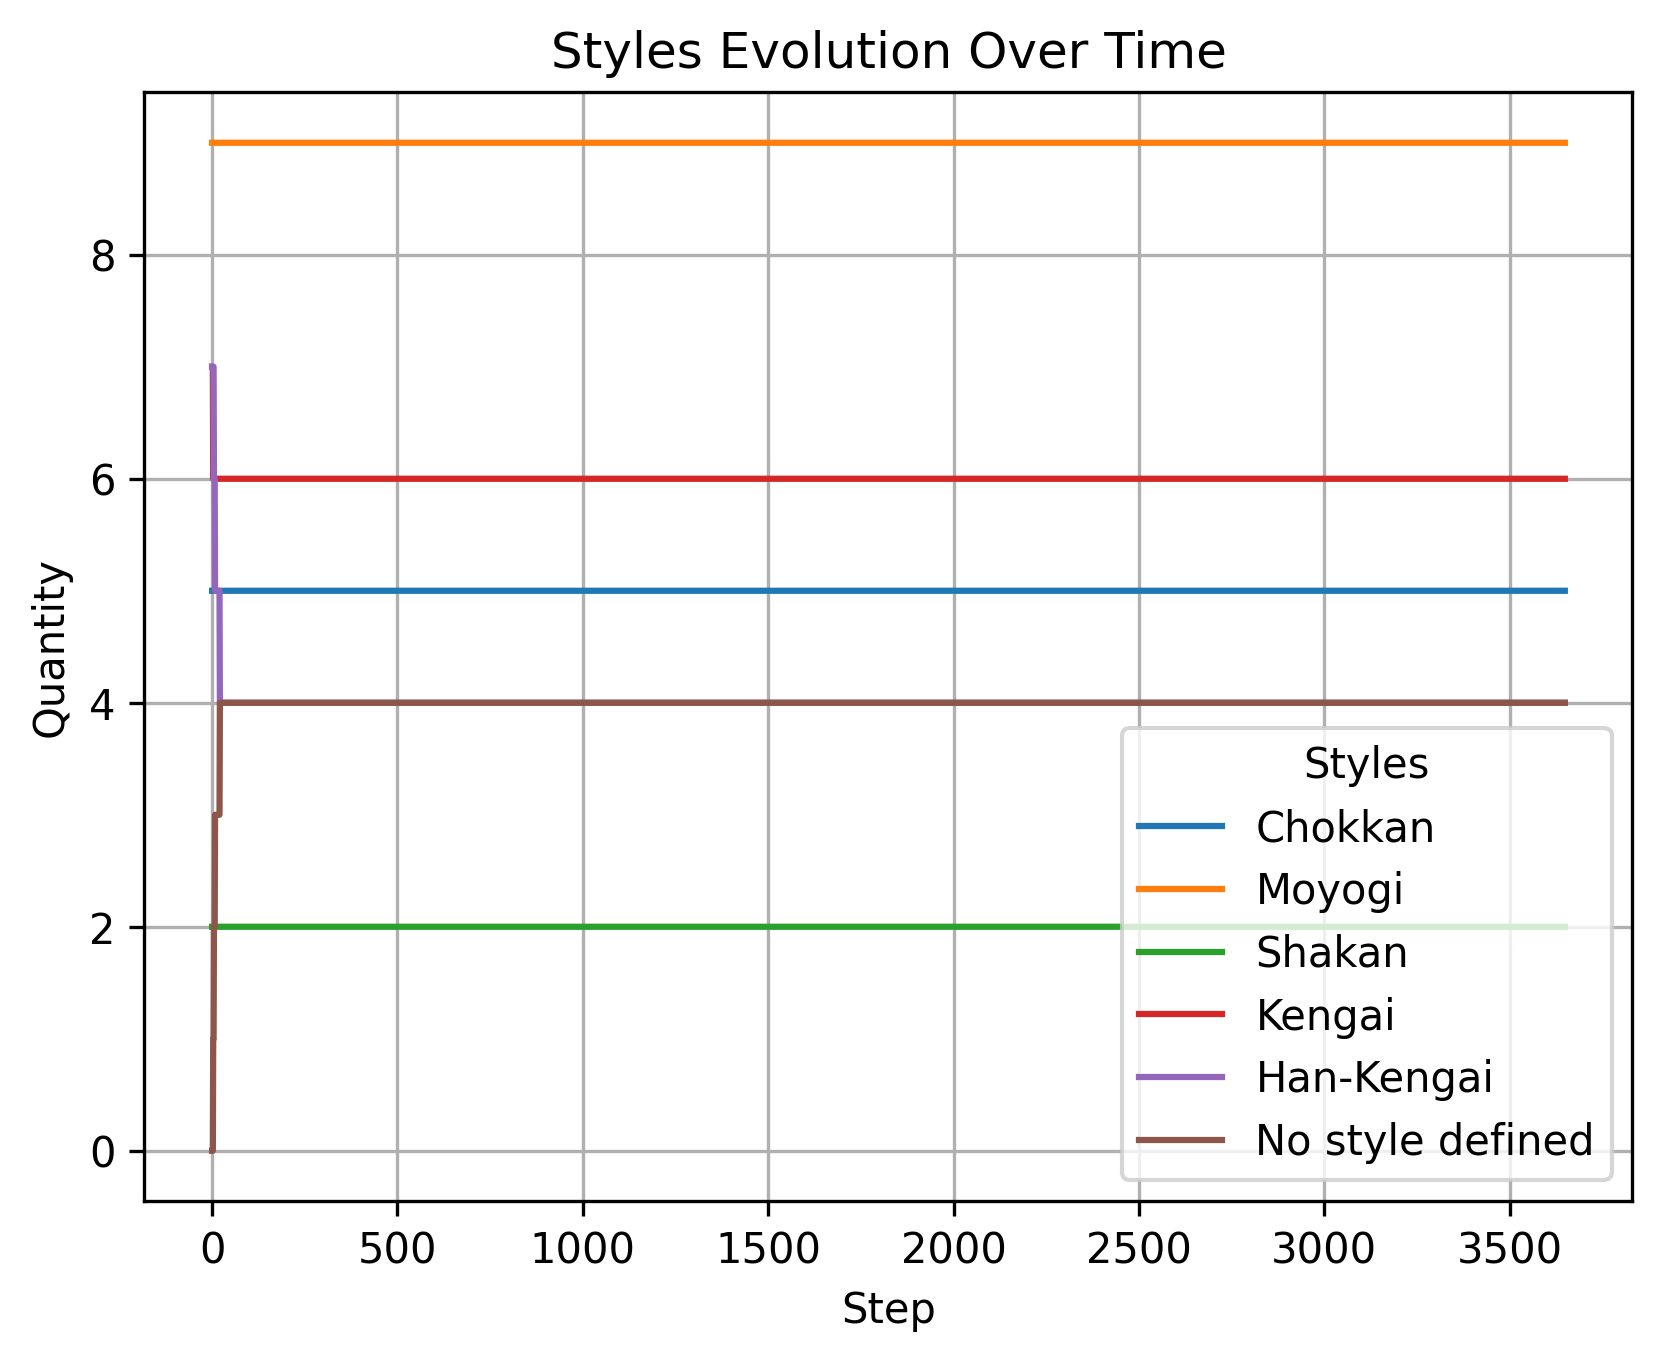 Styles Evolution Over Time
8
6
4
2
0
Quantity
Styles
Chokkan
Moyogi
Shakan
Kengai
Han-Kengai
No style defined
0 500 1000 1500 2000 2500 3000 3500
Step